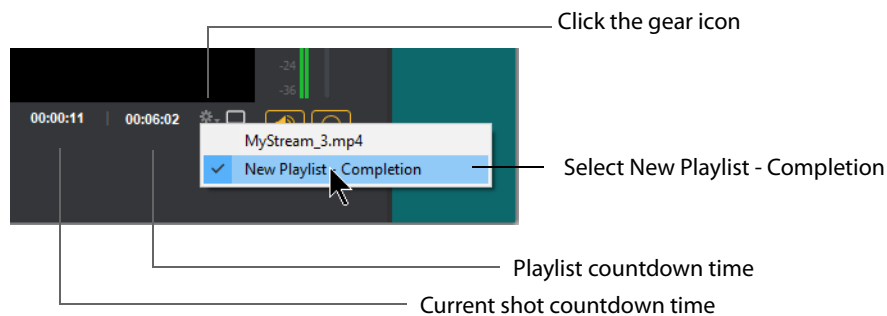 Click the gear icon
-24
-36
00:00:11 | 00:06:02
MyStream_3.mp4
New Playlist - Completion
Select New Playlist - Completion
Playlist countdown time
Current shot countdown time